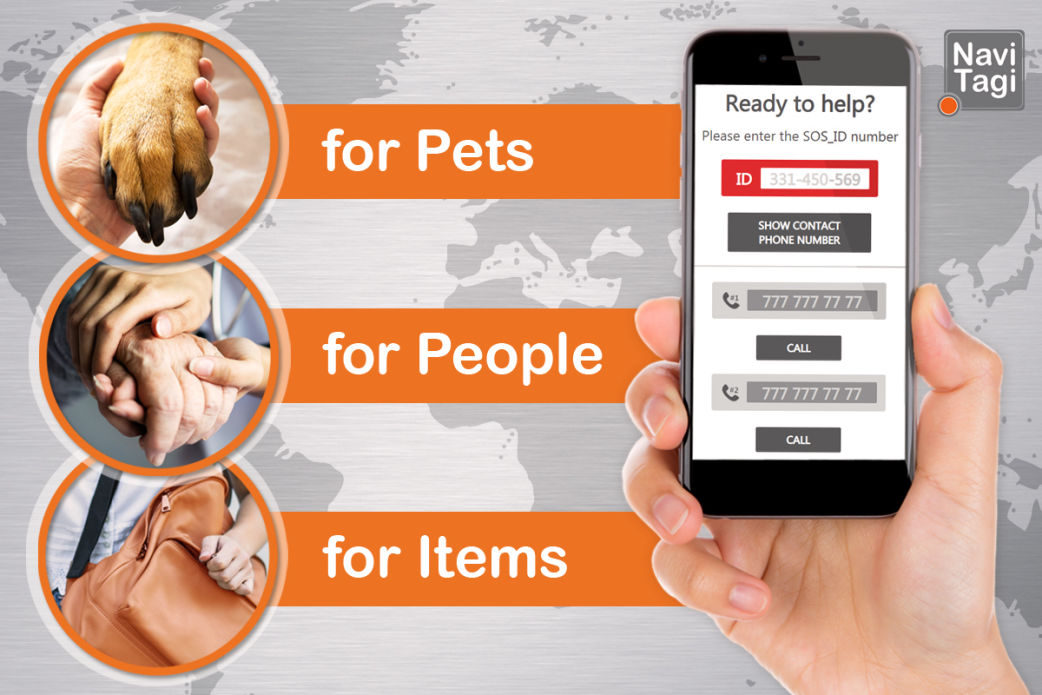 for Pets
for People
for Items
Ready to help?
Please enter the SOS_ID number
ID 331-450-569
SHOW CONTACT
PHONE NUMBER
#1 777 777 77 77
CALL
#2 777 777 77 77
CALL
Navi
Tagi